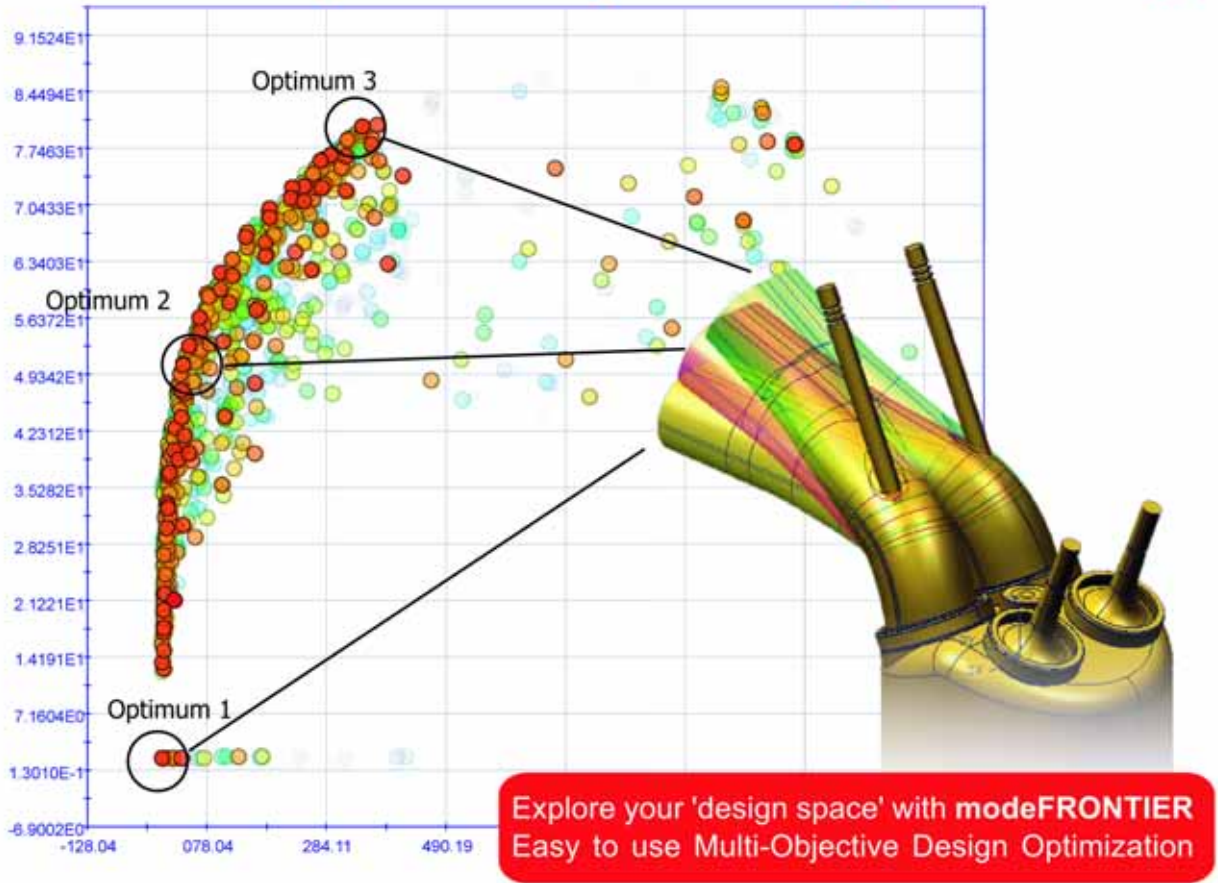 9.1524E1
Optimum 3
8.4494E1
7.7463E1
7.0433E1
6.3403E1
Optimum 2
5.6372E1
4.9342E1
4.2312E1
3.5282E1
2.8251E1
2.1221E1
1.4191E1
Optimum 1
7.1604E0
1.3010E-1
-6.9002E0
-128.04 078.04 284.11 490.19
Explore your 'design space' with modeFRONTIER
Easy to use Multi-Objective Design Optimization